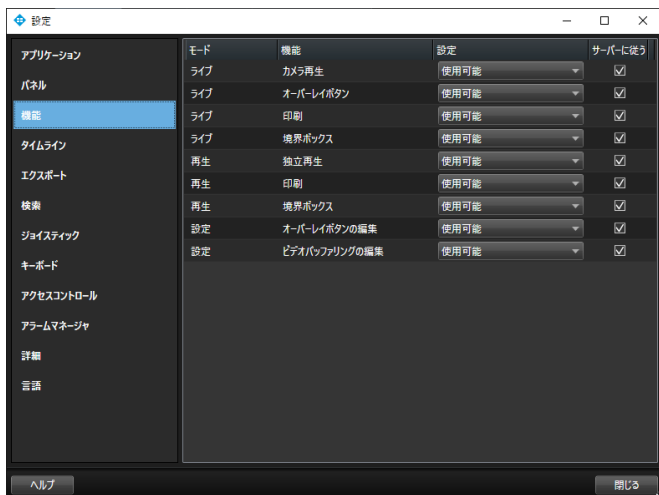 設定
アプリケーション
パネル
機能
タイムライン
エクスポート
検索
ジョイスティック
キーボード
アクセスコントロール
アラームマネージャ
詳細
言語
モード 機能 設定 サーバーに従う
ライブ カメラ再生 使用可能
ライブ オーバーレイボタン 使用可能
ライブ 印刷 使用可能
ライブ 境界ボックス 使用可能
再生 独立再生 使用可能
再生 印刷 使用可能
再生 境界ボックス 使用可能
設定 オーバーレイボタンの編集 使用可能
設定 ビデオバッファリングの編集 使用可能
ヘルプ 閉じる